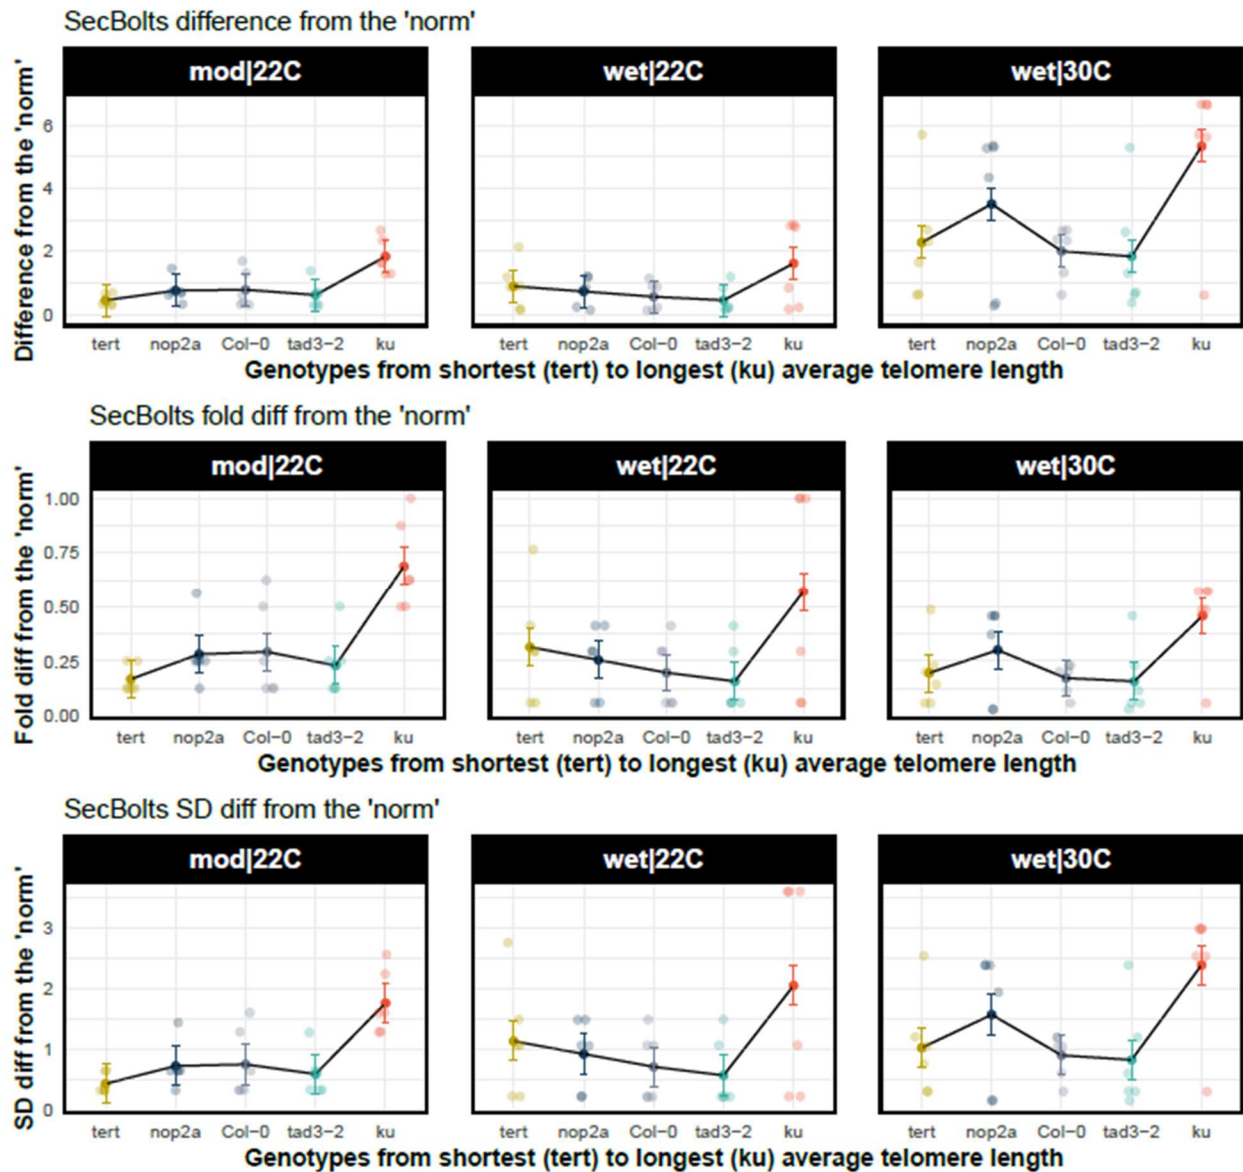 SecBolts difference from the 'norm'
mod|22C wet|22C wet|30C
Difference from the 'norm'
6
4
2
0
tert nop2a Col-0 tad3-2 ku tert nop2a Col-0 tad3-2 ku tert nop2a Col-0 tad3-2 ku
Genotypes from shortest (tert) to longest (ku) average telomere length
SecBolts fold diff from the 'norm'
mod|22C wet|22C wet|30C
Fold diff from the 'norm'
1.00
0.75
0.50
0.25
0.00
tert nop2a Col-0 tad3-2 ku tert nop2a Col-0 tad3-2 ku tert nop2a Col-0 tad3-2 ku
Genotypes from shortest (tert) to longest (ku) average telomere length
SecBolts SD diff from the 'norm'
mod|22C wet|22C wet|30C
SD diff from the 'norm'
3
2
1
0
tert nop2a Col-0 tad3-2 ku tert nop2a Col-0 tad3-2 ku tert nop2a Col-0 tad3-2 ku
Genotypes from shortest (tert) to longest (ku) average telomere length